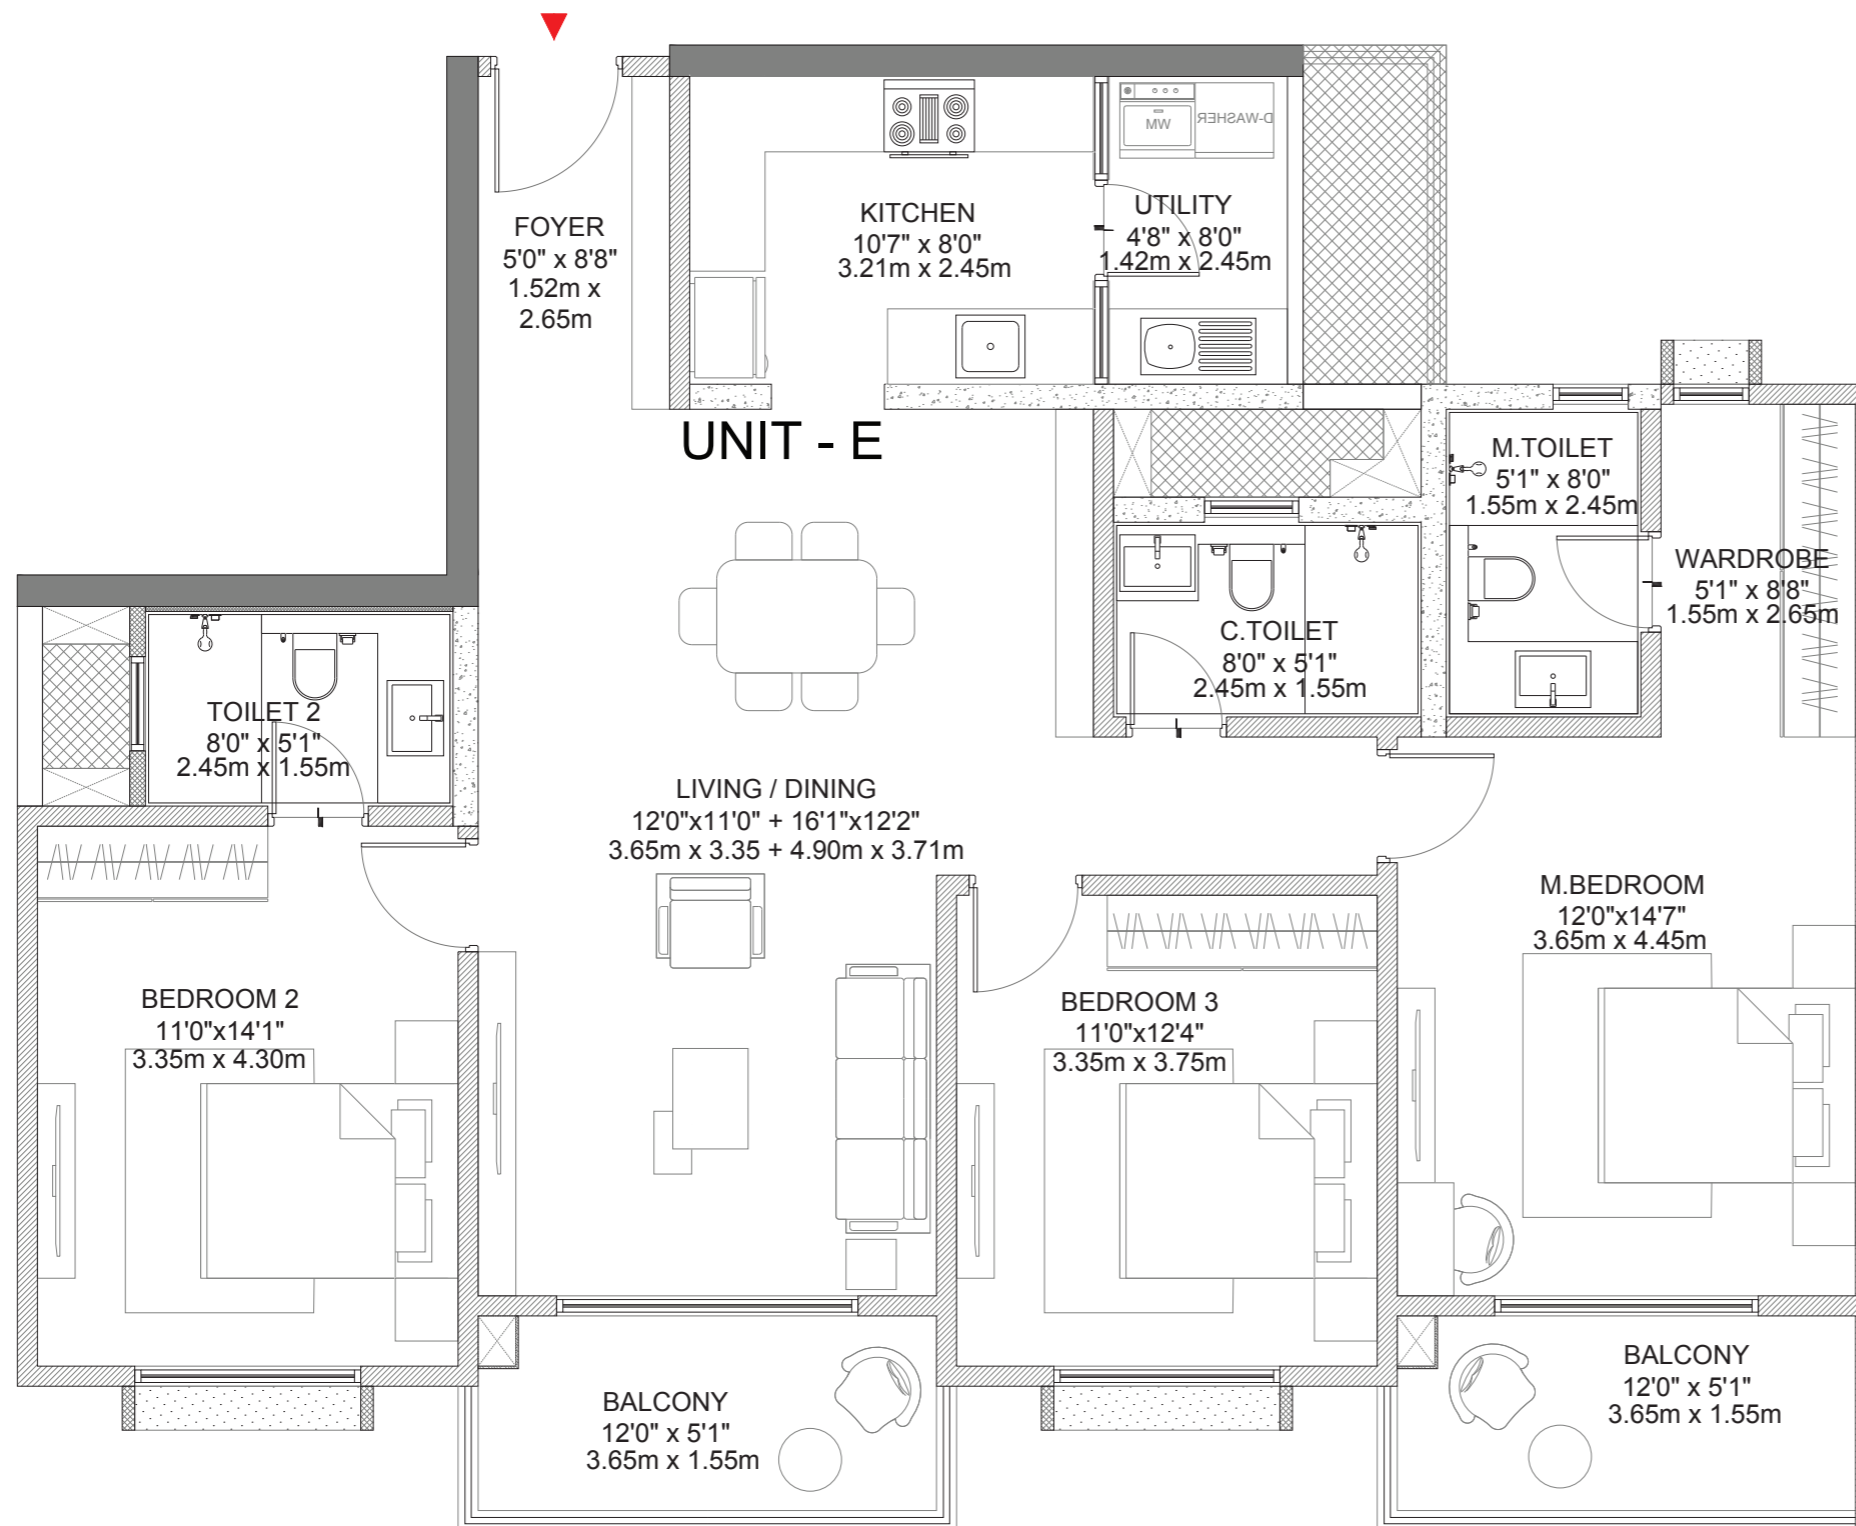 FOYER
5'0" x 8'8"
1.52m x
2.65m
KITCHEN
10'7" x 8'0"
3.21m x 2.45m
WM
D-WASHER
UTILITY
4'8" x 8'0"
1.42m x 2.45m
UNIT - E
M.TOILET
5'1" x 8'0"
1.55m x 2.45m
WARDROBE
5'1" x 8'8"
1.55m x 2.65m
C.TOILET
8'0" x 5'1"
2.45m x 1.55m
TOILET 2
8'0" x 5'1"
2.45m x 1.55m
LIVING / DINING
12'0"x11'0" + 16'1"x12'2"
3.65m x 3.35 + 4.90m x 3.71m
M.BEDROOM
12'0"x14'7"
3.65m x 4.45m
BEDROOM 2
11'0"x14'1"
3.35m x 4.30m
BEDROOM 3
11'0"x12'4"
3.35m x 3.75m
BALCONY
12'0" x 5'1"
3.65m x 1.55m
BALCONY
12'0" x 5'1"
3.65m x 1.55m